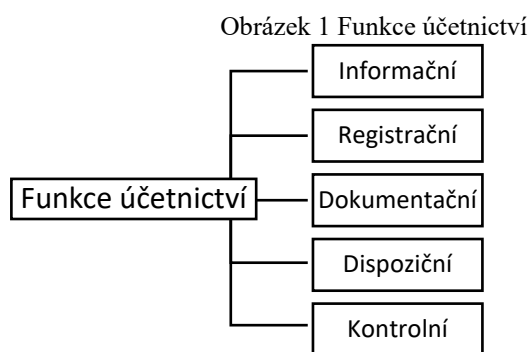 Obrázek 1 Funkce účetnictví
Informační
Registrační
Funkce účetnictví
Dokumentační
Dispoziční
Kontrolní